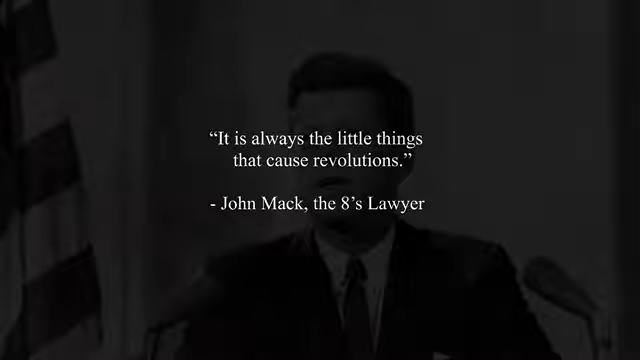 “It is always the little things
that cause revolutions.”
- John Mack, the 8’s Lawyer